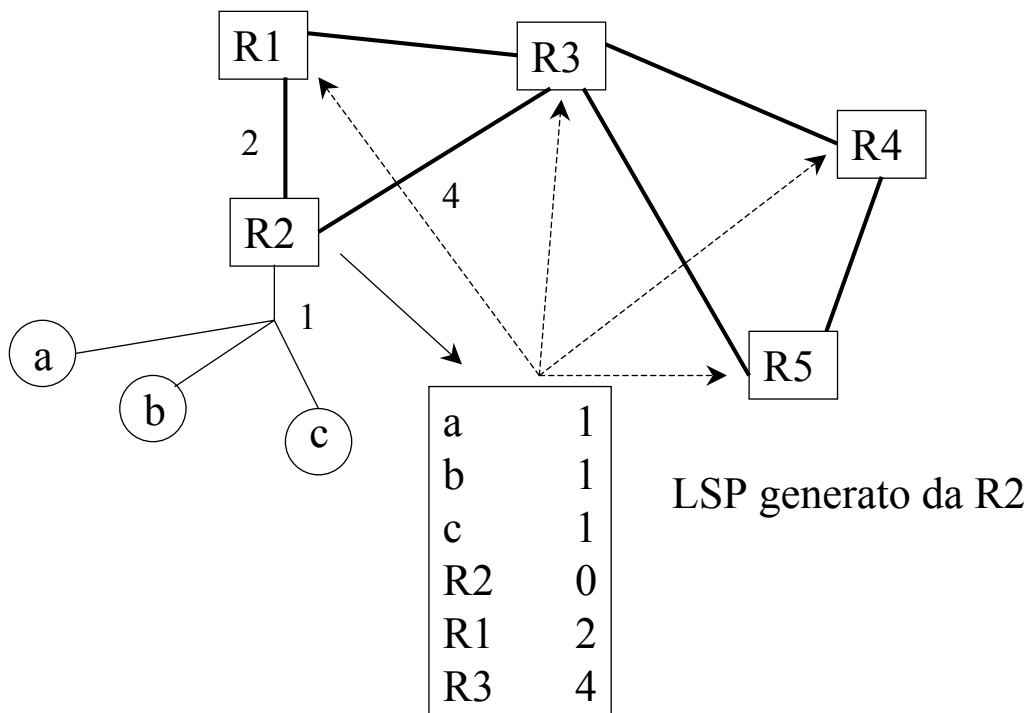 R1
R3
R4
2
4
R2
1
a
b
c
R5
a 1
b 1
c 1
R2 0
R1 2
R3 4
LSP generato da R2